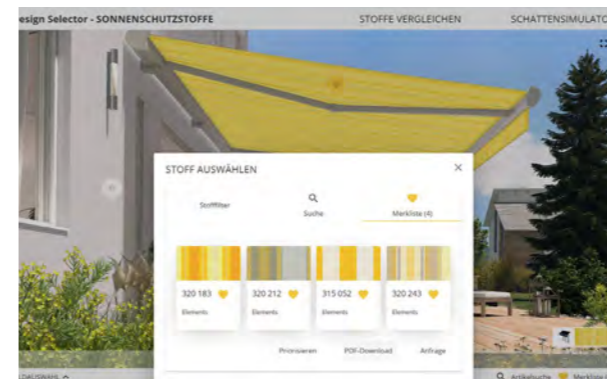 esign Selector - SONNENSCHUTZSTOFFE
STOFFE VERGLEICHEN
SCHATTENSIMULATO
STOFF AUSWÄHLEN
Stofffilter
Suche
Merkliste (4)
320 183
320 212
315 052
320 243
Elements
Elements
Elements
Elements
Priorisieren
PDF-Download
Anfrage
Artikelsuche
Merkliste